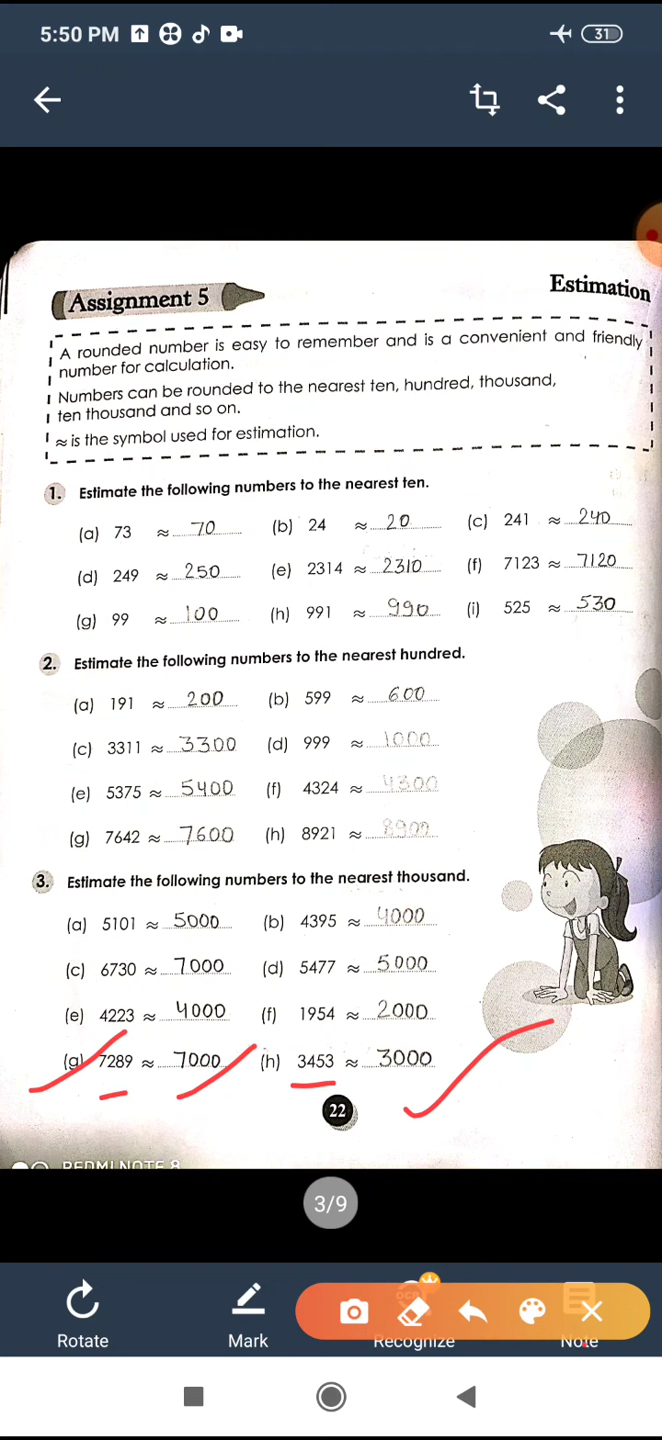 5:50 PM
31
Assignment 5
Estimation
A rounded number is easy to remember and is a convenient and friendly
number for calculation.
Numbers can be rounded to the nearest ten, hundred, thousand,
ten thousand and so on.
≈ is the symbol used for estimation.
1. Estimate the following numbers to the nearest ten.
(a) 73 ≈ 70 (b) 24 ≈ 20 (c) 241 ≈ 240
(d) 249 ≈ 250 (e) 2314 ≈ 2310 (f) 7123 ≈ 7120
(g) 99 ≈ 100 (h) 991 ≈ 990 (i) 525 ≈ 530
2. Estimate the following numbers to the nearest hundred.
(a) 191 ≈ 200 (b) 599 ≈ 600
(c) 3311 ≈ 3300 (d) 999 ≈ 1000
(e) 5375 ≈ 5400 (f) 4324 ≈ 4300
(g) 7642 ≈ 7600 (h) 8921 ≈ 8900
3. Estimate the following numbers to the nearest thousand.
(a) 5101 ≈ 5000 (b) 4395 ≈ 4000
(c) 6730 ≈ 7000 (d) 5477 ≈ 5000
(e) 4223 ≈ 4000 (f) 1954 ≈ 2000
(g) 7289 ≈ 7000 (h) 3453 ≈ 3000
22
REDMI NOTE 8
3/9
Rotate Mark Recognize Note